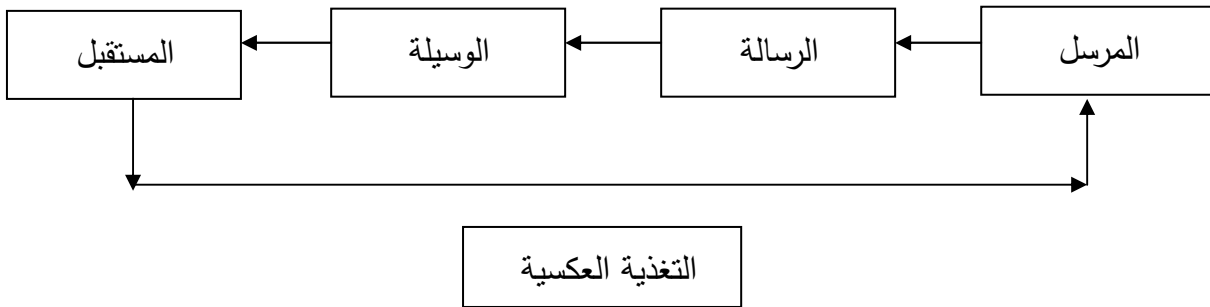 المرسل
الرسالة
الوسيلة
المستقبل
التغذية العكسية